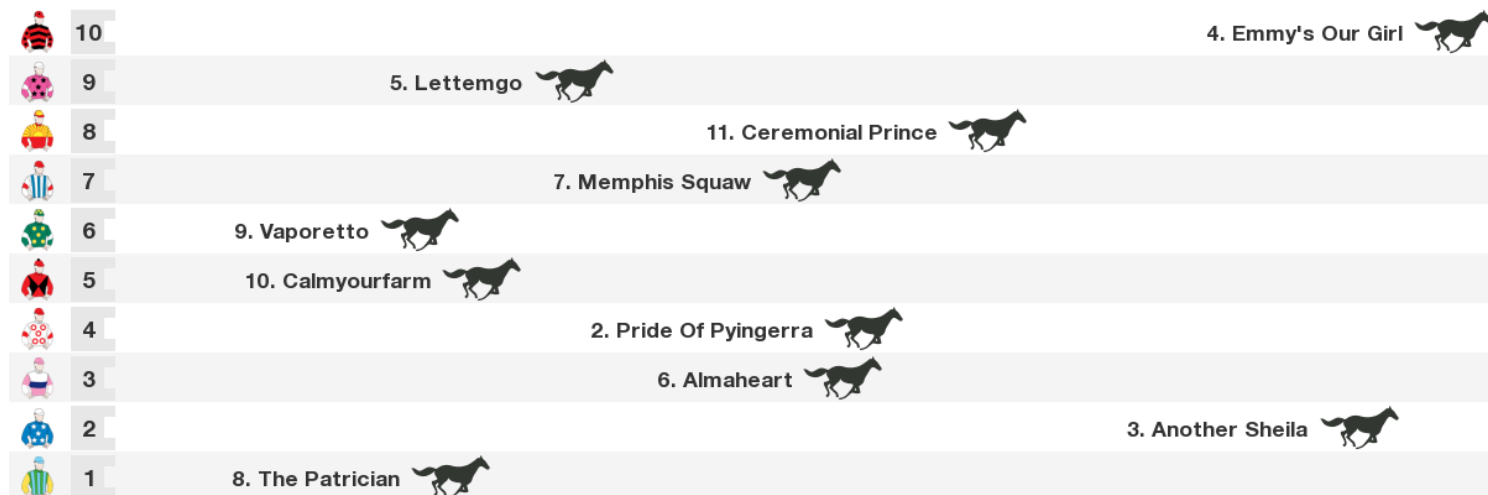 10 4. Emmy's Our Girl
9 5. Lettemgo
8 11. Ceremonial Prince
7 7. Memphis Squaw
6 9. Vaporetto
5 10. Calmyourfarm
4 2. Pride Of Pyingerra
3 6. Almaheart
2 3. Another Sheila
1 8. The Patrician